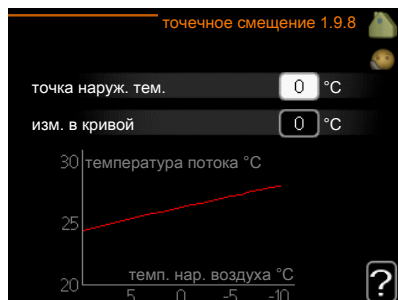 точечное смещение 1.9.8
точка наруж. тем. 0 °C
изм. в кривой 0 °C
30 температура потока °C
25
темп. нар. воздуха °C
20
5 0 -5 -10
?